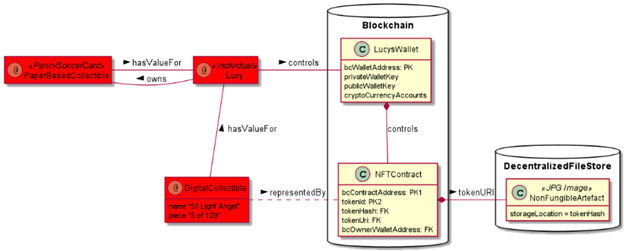 Blockchain
«PaniniSoccerCard»
PaperBasedCollectible
hasValueFor
owns
«Individual»
Lucy
controls
LucysWallet
bcWalletAddress: PK
privateWalletKey
publicWalletKey
cryptoCurrencyAccounts
hasValueFor
controls
DigitalCollectible
name "51 Light Angel"
piece "5 of 129"
representedBy
NFTContract
bcContractAddress: PK1
tokenId: PK2
tokenHash: FK
tokenUri: FK
bcOwnerWalletAddress: FK
tokenURI
DecentralizedFileStore
«JPG Image»
NonFungibleArtefact
storageLocation = tokenHash